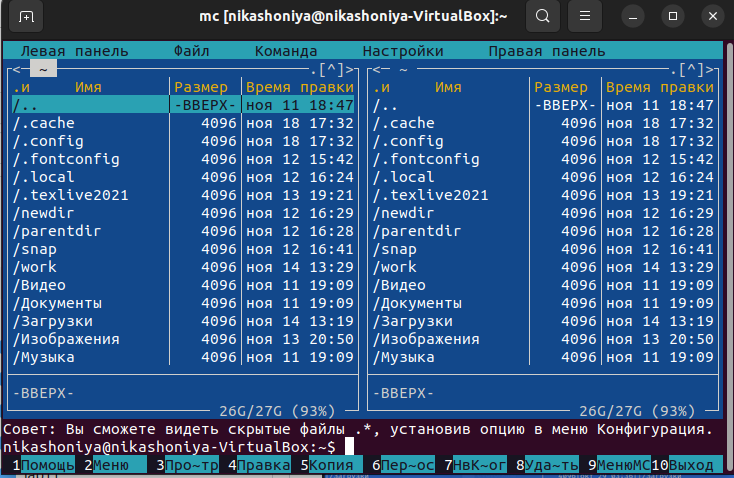 mc [nikashoniya@nikashoniya-VirtualBox]:~
Левая панель Файл Команда Настройки Правая панель
<─ ~ .[^]> <─ ~ .[^]>
.и Имя Размер Время правки .и Имя Размер Время правки
/.. -ВВЕРХ- ноя 11 18:47 /.. -ВВЕРХ- ноя 11 18:47
/.cache 4096 ноя 18 17:32 /.cache 4096 ноя 18 17:32
/.config 4096 ноя 18 17:32 /.config 4096 ноя 18 17:32
/.fontconfig 4096 ноя 12 15:42 /.fontconfig 4096 ноя 12 15:42
/.local 4096 ноя 12 16:24 /.local 4096 ноя 12 16:24
/.texlive2021 4096 ноя 13 19:21 /.texlive2021 4096 ноя 13 19:21
/newdir 4096 ноя 12 16:29 /newdir 4096 ноя 12 16:29
/parentdir 4096 ноя 12 16:28 /parentdir 4096 ноя 12 16:28
/snap 4096 ноя 12 16:41 /snap 4096 ноя 12 16:41
/work 4096 ноя 14 13:29 /work 4096 ноя 14 13:29
/Видео 4096 ноя 11 19:09 /Видео 4096 ноя 11 19:09
/Документы 4096 ноя 11 19:09 /Документы 4096 ноя 11 19:09
/Загрузки 4096 ноя 14 13:19 /Загрузки 4096 ноя 14 13:19
/Изображения 4096 ноя 13 20:50 /Изображения 4096 ноя 13 20:50
/Музыка 4096 ноя 11 19:09 /Музыка 4096 ноя 11 19:09
-ВВЕРХ- -ВВЕРХ-
26G/27G (93%) 26G/27G (93%)
Совет: Вы сможете видеть скрытые файлы .*, установив опцию в меню Конфигурация.
nikashoniya@nikashoniya-VirtualBox:~$
1Помощь 2Меню 3Про~тр 4Правка 5Копия 6Пер~ос 7НвК~ог 8Уда~ть 9МенюMC 10Выход